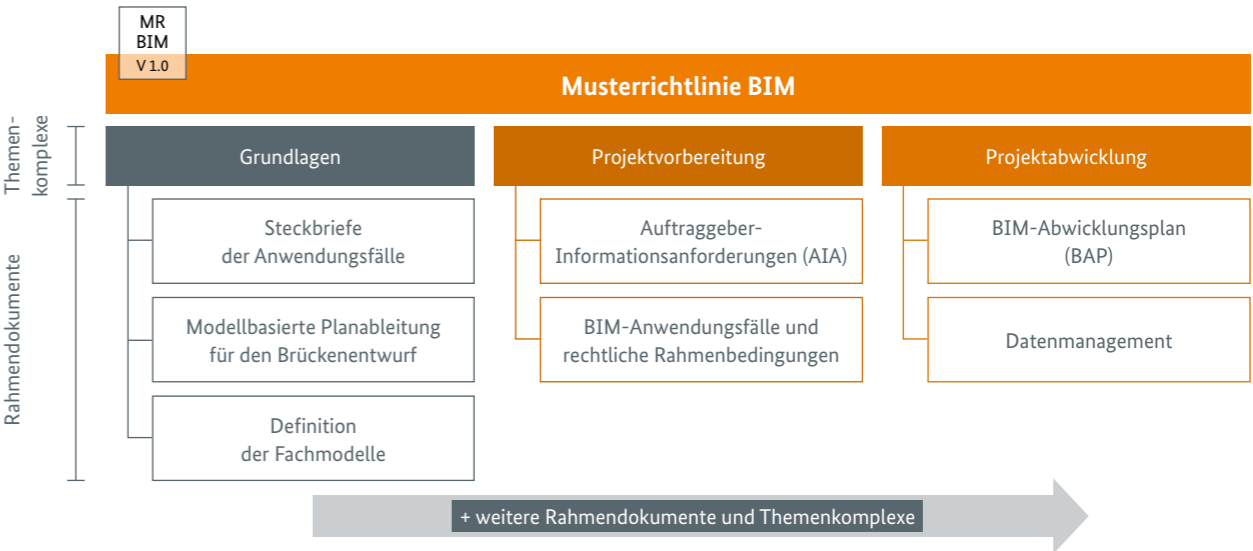 MR
BIM
V 1.0
Musterrichtlinie BIM
Themen-
komplexe
Grundlagen
Projektvorbereitung
Projektabwicklung
Rahmendokumente
Steckbriefe
der Anwendungsfälle
Modellbasierte Planableitung
für den Brückenentwurf
Definition
der Fachmodelle
Auftraggeber-
Informationsanforderungen (AIA)
BIM-Anwendungsfälle und
rechtliche Rahmenbedingungen
BIM-Abwicklungsplan
(BAP)
Datenmanagement
+ weitere Rahmendokumente und Themenkomplexe